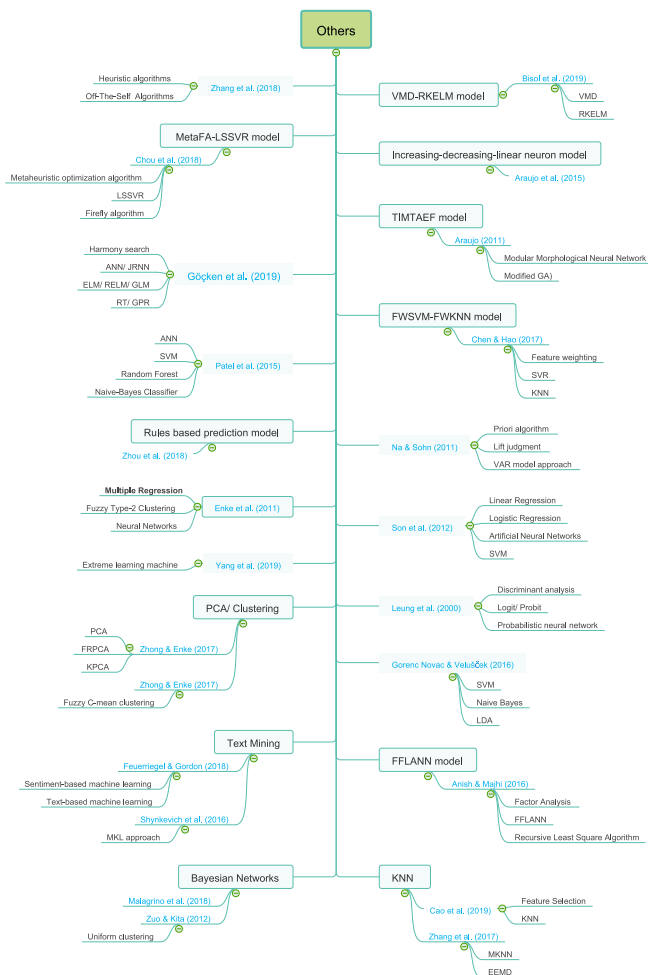 Others
Heuristic algorithms
Off-The-Self Algorithms
Zhang et al. (2018)
MetaFA-LSSVR model
Chou et al. (2018)
Metaheuristic optimization algorithm
LSSVR
Firefly algorithm
Harmony search
ANN/ JRNN
ELM/ RELM/ GLM
RT/ GPR
Göçken et al. (2019)
ANN
SVM
Random Forest
Naive-Bayes Classifier
Patel et al. (2015)
Rules based prediction model
Zhou et al. (2018)
Multiple Regression
Fuzzy Type-2 Clustering
Neural Networks
Enke et al. (2011)
Extreme learning machine
Yang et al. (2019)
PCA/ Clustering
PCA
FRPCA
KPCA
Zhong & Enke (2017)
Zhong & Enke (2017)
Fuzzy C-mean clustering
Text Mining
Feuerriegel & Gordon (2018)
Sentiment-based machine learning
Text-based machine learning
Shynkevich et al. (2016)
MKL approach
Bayesian Networks
Malagrino et al. (2018)
Zuo & Kita (2012)
Uniform clustering
VMD-RKELM model
Bisol et al. (2019)
VMD
RKELM
Increasing-decreasing-linear neuron model
Araujo et al. (2015)
TIMTAEF model
Araujo (2011)
Modular Morphological Neural Network
Modified GA)
FWSVM-FWKNN model
Chen & Hao (2017)
Feature weighting
SVR
KNN
Na & Sohn (2011)
Priori algorithm
Lift judgment
VAR model approach
Son et al. (2012)
Linear Regression
Logistic Regression
Artificial Neural Networks
SVM
Leung et al. (2000)
Discriminant analysis
Logit/ Probit
Probabilistic neural network
Gorenc Novac & Velušček (2016)
SVM
Naive Bayes
LDA
FFLANN model
Anish & Majhi (2016)
Factor Analysis
FFLANN
Recursive Least Square Algorithm
KNN
Cao et al. (2019)
Feature Selection
KNN
Zhang et al. (2017)
MKNN
EEMD